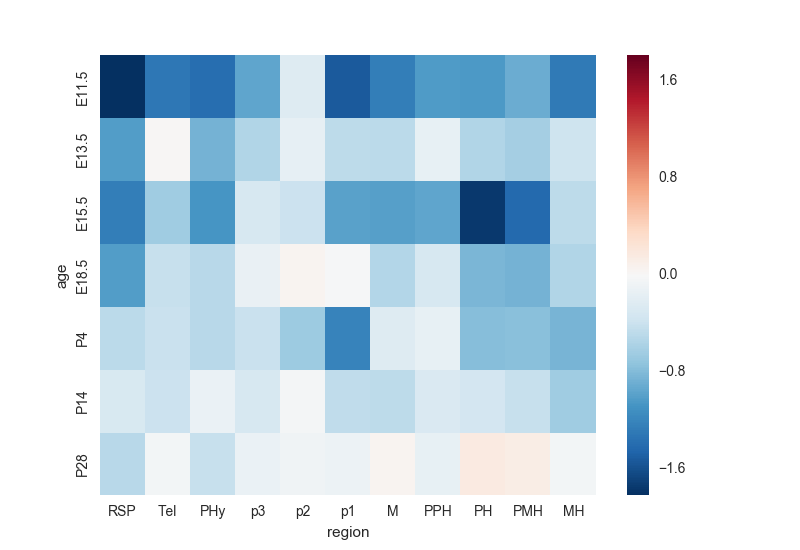 E11.5
E13.5
E15.5
E18.5
P4
P14
P28
age
RSP Tel PHy p3 p2 p1 M PPH PH PMH MH
region
1.6
0.8
0.0
−0.8
−1.6